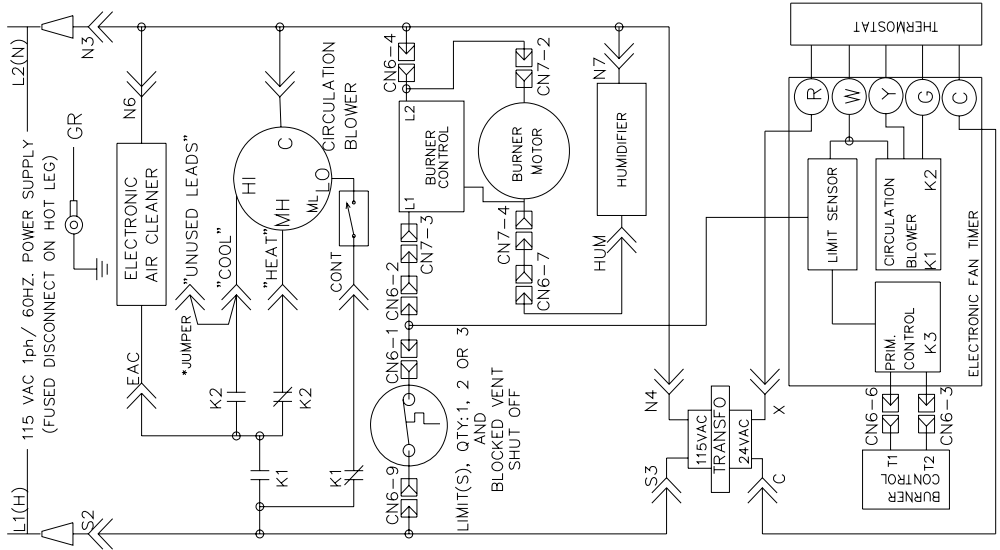 115 VAC 1ph/ 60HZ. POWER SUPPLY
(FUSED DISCONNECT ON HOT LEG)
L1(H)
L2(N)
GR
S2
N3
EAC
ELECTRONIC
AIR CLEANER
N6
*JUMPER
"UNUSED LEADS"
"COOL"
K2
HI
K1
K2
"HEAT"
MH
C
ML
LO
CIRCULATION
BLOWER
K1
CONT
CN6-9
CN6-1
CN6-2
CN7-3
L1
L2
BURNER
CONTROL
CN6-4
LIMIT(S), QTY:1, 2 OR 3
AND
BLOCKED VENT
SHUT OFF
CN6-7
CN7-4
BURNER
MOTOR
CN7-2
HUM
HUMIDIFIER
N7
S3
N4
115VAC
TRANSFO
24VAC
C
X
THERMOSTAT
R
W
Y
G
C
LIMIT SENSOR
CIRCULATION
BLOWER
K1
K2
PRIM.
CONTROL
K3
ELECTRONIC FAN TIMER
CN6-6
CN6-3
T1
T2
BURNER
CONTROL